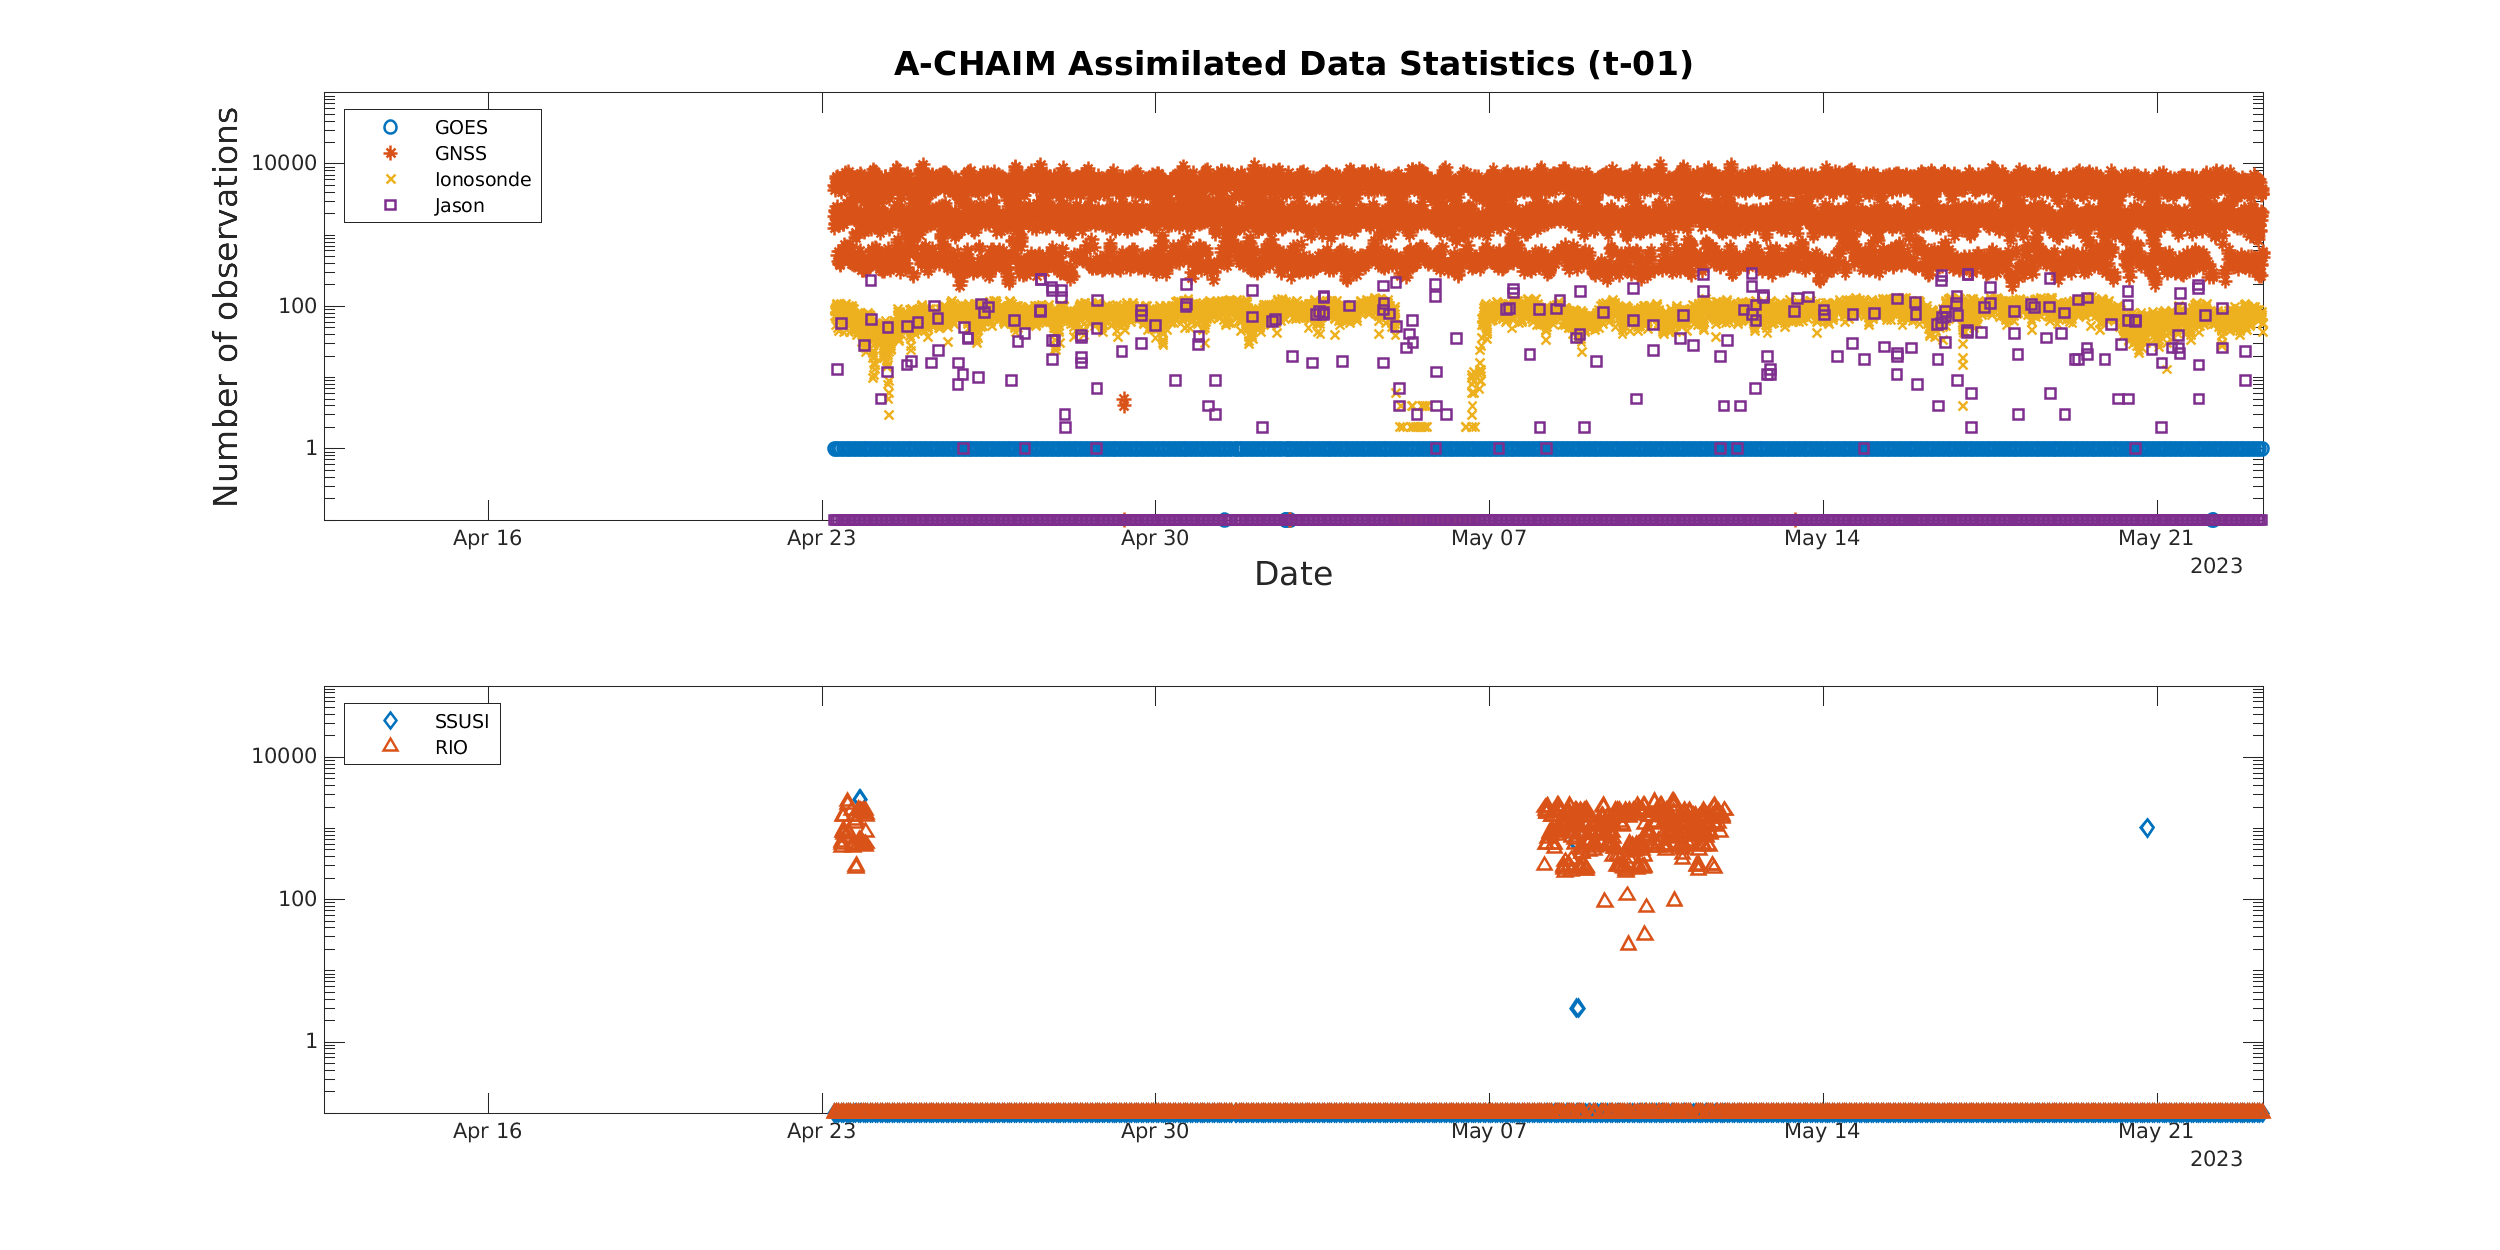 A-CHAIM Assimilated Data Statistics (t-01)
Number of observations
10000
100
1
GOES
GNSS
Ionosonde
Jason
Apr 16
Apr 23
Apr 30
May 07
May 14
May 21
2023
Date
10000
100
1
SSUSI
RIO
Apr 16
Apr 23
Apr 30
May 07
May 14
May 21
2023